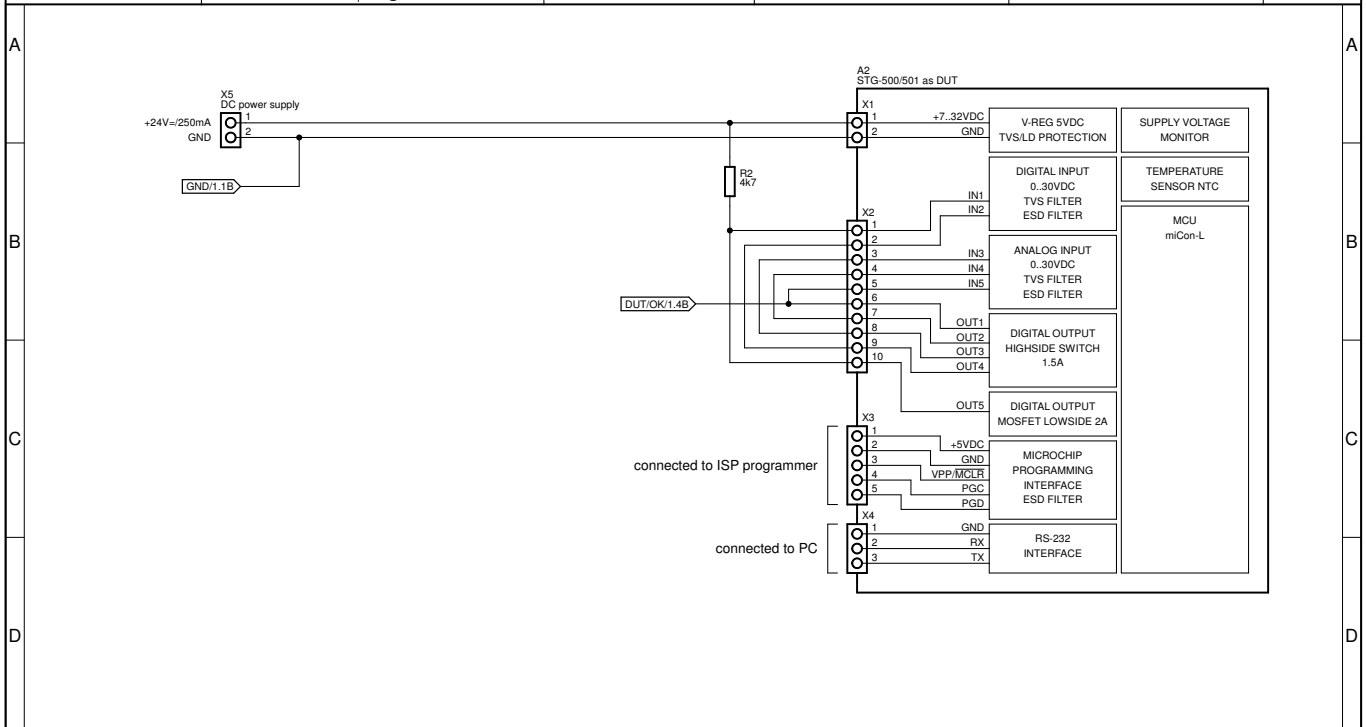 A
A
A2
STG-500/501 as DUT
X5
DC power supply
+24V=/250mA
1
GND
2
GND/1.1B
X1
1
+7..32VDC
2
GND
V-REG 5VDC
TVS/LD PROTECTION
SUPPLY VOLTAGE
MONITOR
R2
4k7
DIGITAL INPUT
0..30VDC
TVS FILTER
ESD FILTER
TEMPERATURE
SENSOR NTC
MCU
miCon-L
B
B
X2
1
2
3
4
5
6
7
8
9
10
IN1
IN2
IN3
IN4
IN5
ANALOG INPUT
0..30VDC
TVS FILTER
ESD FILTER
DUT/OK/1.4B
OUT1
OUT2
OUT3
OUT4
DIGITAL OUTPUT
HIGHSIDE SWITCH
1.5A
OUT5
DIGITAL OUTPUT
MOSFET LOWSIDE 2A
C
C
connected to ISP programmer
X3
1
2
3
4
5
+5VDC
GND
VPP/MCLR
PGC
PGD
MICROCHIP
PROGRAMMING
INTERFACE
ESD FILTER
connected to PC
X4
1
2
3
GND
RX
TX
RS-232
INTERFACE
D
D